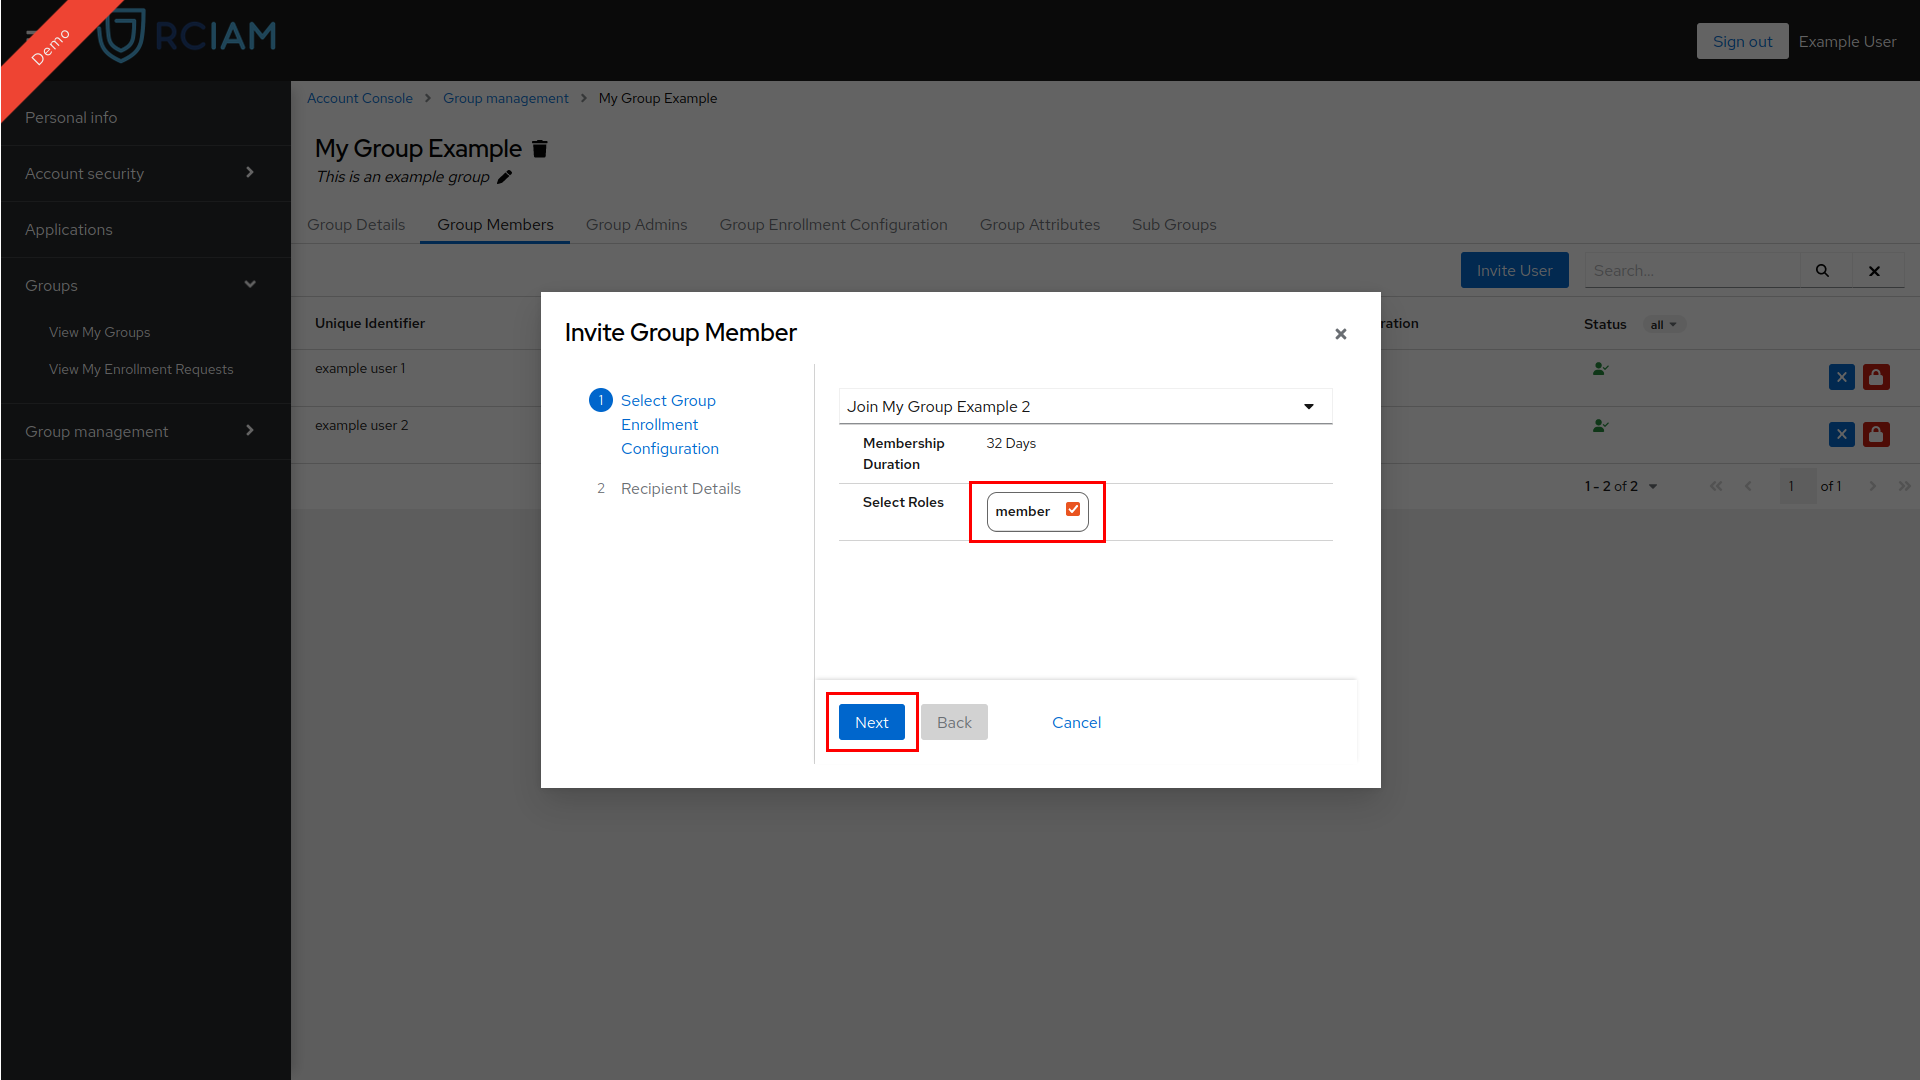 Demo
RCIAM
Sign out
Example User
Personal info
Account security
Applications
Groups
View My Groups
View My Enrollment Requests
Group management
Account Console
Group management
My Group Example
My Group Example
This is an example group
Group Details
Group Members
Group Admins
Group Enrollment Configuration
Group Attributes
Sub Groups
Invite User
Search...
Unique Identifier
ration
Status
all
example user 1
example user 2
1 - 2 of 2
1
of 1
Invite Group Member
1
Select Group
Enrollment
Configuration
2
Recipient Details
Join My Group Example 2
Membership
Duration
32 Days
Select Roles
member
Next
Back
Cancel